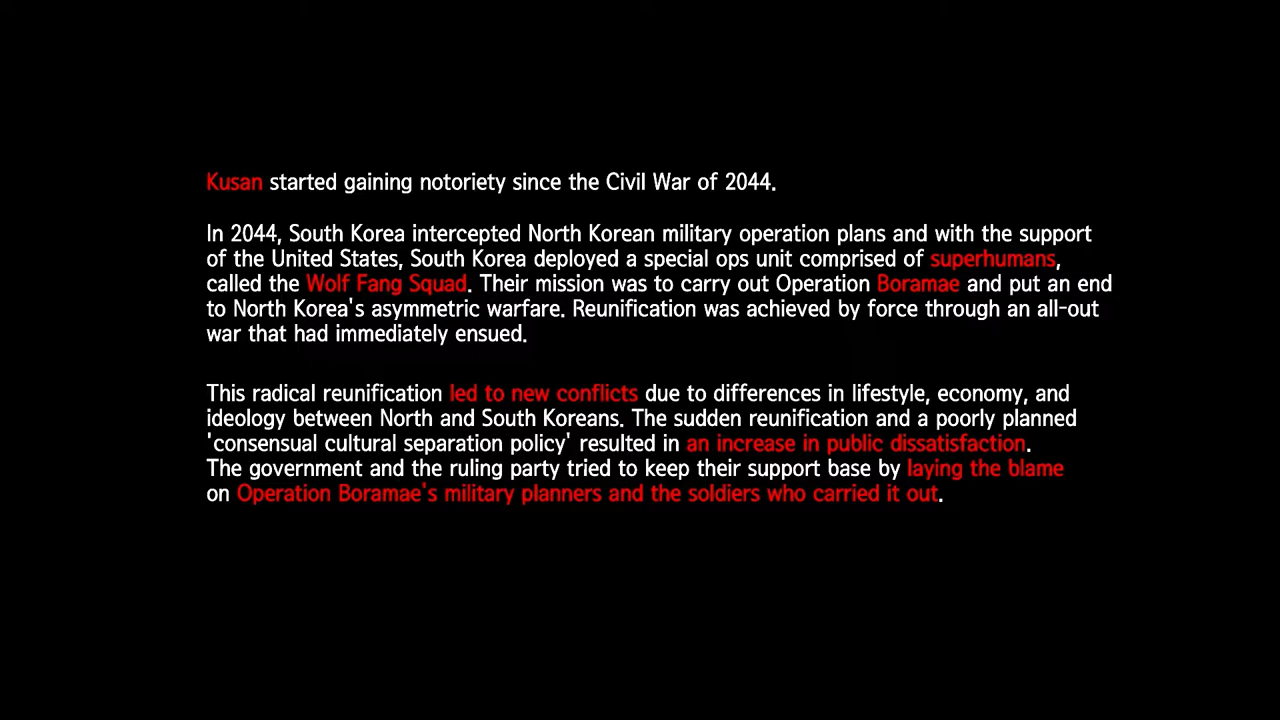 Kusan started gaining notoriety since the Civil War of 2044.
In 2044, South Korea intercepted North Korean military operation plans and with the support
of the United States, South Korea deployed a special ops unit comprised of superhumans,
called the Wolf Fang Squad. Their mission was to carry out Operation Boramae and put an end
to North Korea's asymmetric warfare. Reunification was achieved by force through an all-out
war that had immediately ensued.
This radical reunification led to new conflicts due to differences in lifestyle, economy, and
ideology between North and South Koreans. The sudden reunification and a poorly planned
'consensual cultural separation policy' resulted in an increase in public dissatisfaction.
The government and the ruling party tried to keep their support base by laying the blame
on Operation Boramae's military planners and the soldiers who carried it out.